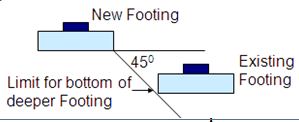 New Footing
45⁰
Existing
Footing
Limit for bottom of
deeper Footing